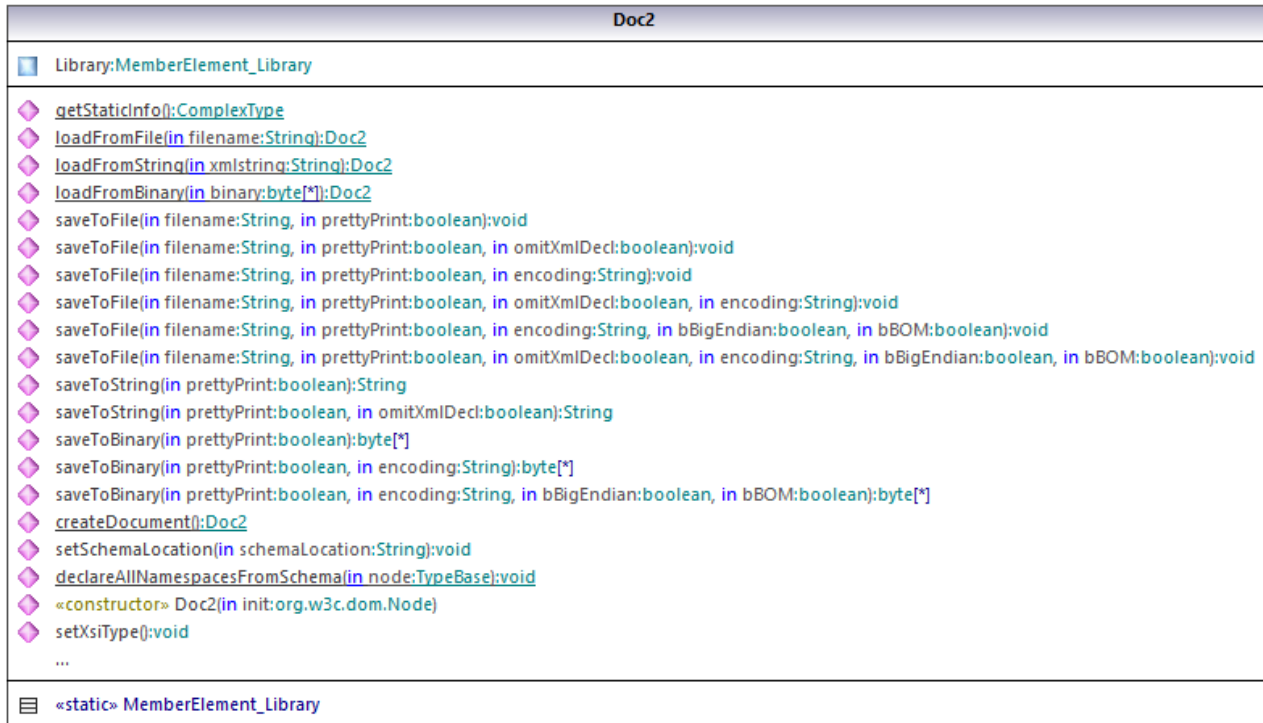 Doc2
Library:MemberElement_Library
getStaticInfo():ComplexType
loadFromFile(in filename:String):Doc2
loadFromString(in xmlstring:String):Doc2
loadFromBinary(in binary:byte[*]):Doc2
saveToFile(in filename:String, in prettyPrint:boolean):void
saveToFile(in filename:String, in prettyPrint:boolean, in omitXmlDecl:boolean):void
saveToFile(in filename:String, in prettyPrint:boolean, in encoding:String):void
saveToFile(in filename:String, in prettyPrint:boolean, in omitXmlDecl:boolean, in encoding:String):void
saveToFile(in filename:String, in prettyPrint:boolean, in encoding:String, in bBigEndian:boolean, in bBOM:boolean):void
saveToFile(in filename:String, in prettyPrint:boolean, in omitXmlDecl:boolean, in encoding:String, in bBigEndian:boolean, in bBOM:boolean):void
saveToString(in prettyPrint:boolean):String
saveToString(in prettyPrint:boolean, in omitXmlDecl:boolean):String
saveToBinary(in prettyPrint:boolean):byte[*]
saveToBinary(in prettyPrint:boolean, in encoding:String):byte[*]
saveToBinary(in prettyPrint:boolean, in encoding:String, in bBigEndian:boolean, in bBOM:boolean):byte[*]
createDocument():Doc2
setSchemaLocation(in schemaLocation:String):void
declareAllNamespacesFromSchema(in node:TypeBase):void
«constructor» Doc2(in init:org.w3c.dom.Node)
setXsiType():void
...
«static» MemberElement_Library